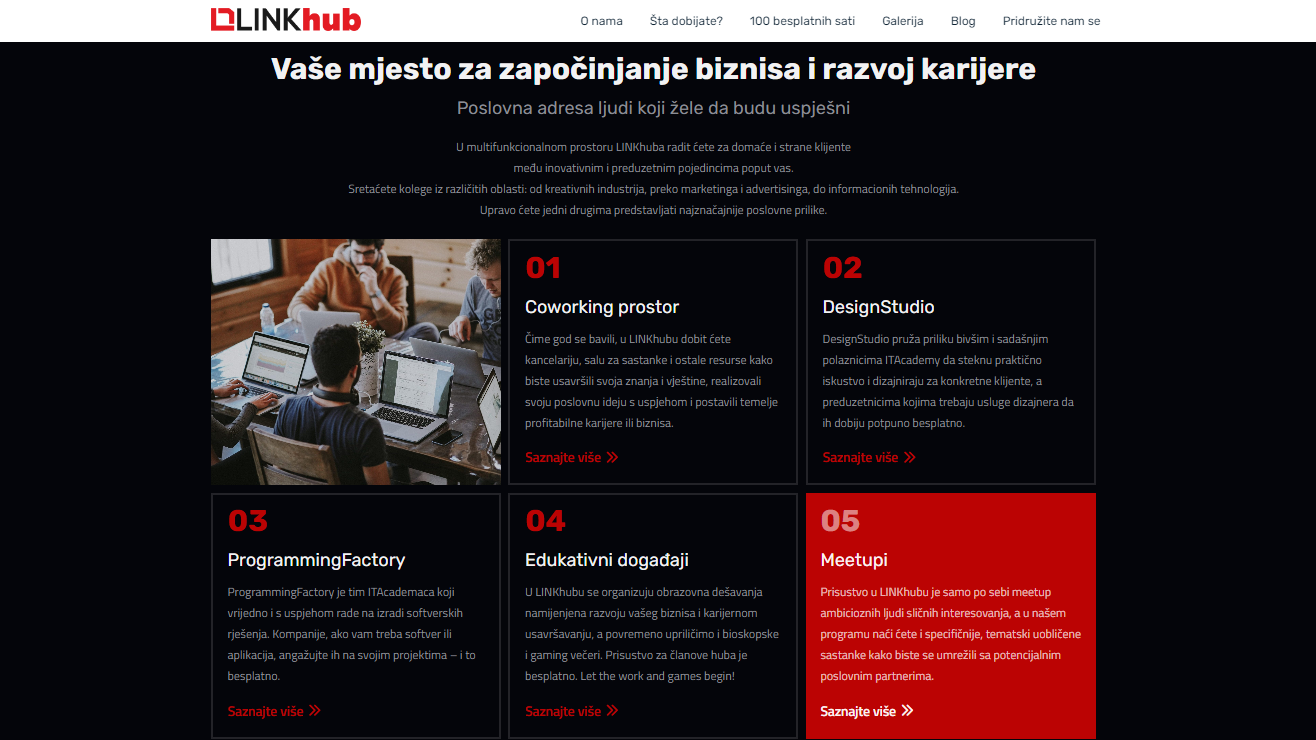 LINKhub
O nama
Šta dobijate?
100 besplatnih sati
Galerija
Blog
Pridružite nam se
Vaše mjesto za započinjanje biznisa i razvoj karijere
Poslovna adresa ljudi koji žele da budu uspješni
U multifunkcionalnom prostoru LINKhuba radit ćete za domaće i strane klijente
među inovativnim i preduzetnim pojedincima poput vas.
Sretaćete kolege iz različitih oblasti: od kreativnih industrija, preko marketinga i advertisinga, do informacionih tehnologija.
Upravo ćete jedni drugima predstavljati najznačajnije poslovne prilike.
01
Coworking prostor
Čime god se bavili, u LINKhubu dobit ćete
kancelariju, salu za sastanke i ostale resurse kako
biste usavršili svoja znanja i vještine, realizovali
svoju poslovnu ideju s uspjehom i postavili temelje
profitabilne karijere ili biznisa.
Saznajte više
02
DesignStudio
DesignStudio pruža priliku bivšim i sadašnjim
polaznicima ITAcademy da steknu praktično
iskustvo i dizajniraju za konkretne klijente, a
preduzetnicima kojima trebaju usluge dizajnera da
ih dobiju potpuno besplatno.
Saznajte više
03
ProgrammingFactory
ProgrammingFactory je tim ITAcademaca koji
vrijedno i s uspjehom rade na izradi softverskih
rješenja. Kompanije, ako vam treba softver ili
aplikacija, angažujte ih na svojim projektima – i to
besplatno.
Saznajte više
04
Edukativni događaji
U LINKhubu se organizuju obrazovna dešavanja
namijenjena razvoju vašeg biznisa i karijernom
usavršavanju, a povremeno upriličimo i bioskopske
i gaming večeri. Prisustvo za članove huba je
besplatno. Let the work and games begin!
Saznajte više
05
Meetupi
Prisustvo u LINKhubu je samo po sebi meetup
ambicioznih ljudi sličnih interesovanja, a u našem
programu naći ćete i specifičnije, tematski uobličene
sastanke kako biste se umrežili sa potencijalnim
poslovnim partnerima.
Saznajte više